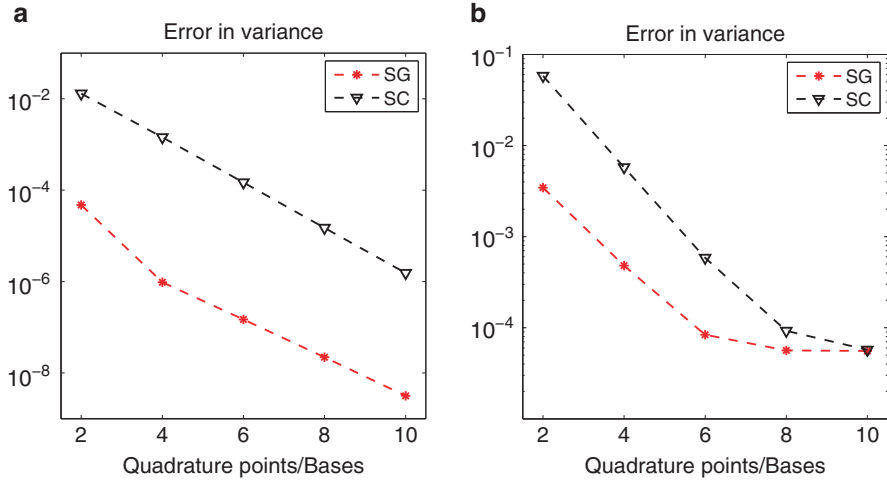 a
Error in variance
SG
SC
10⁻²
10⁻⁴
10⁻⁶
10⁻⁸
2 4 6 8 10
Quadrature points/Bases
b
Error in variance
SG
SC
10⁻¹
10⁻²
10⁻³
10⁻⁴
2 4 6 8 10
Quadrature points/Bases